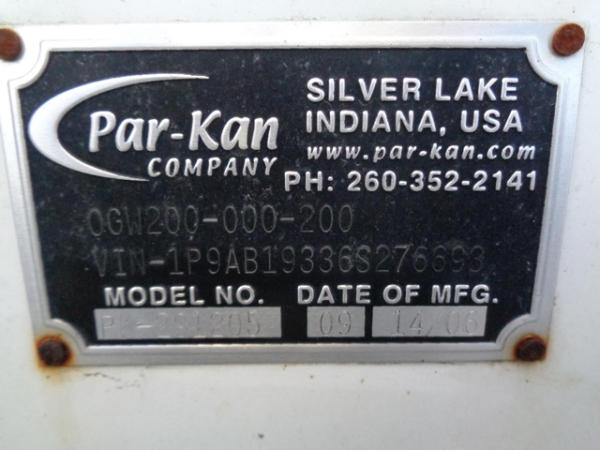 Par-Kan
COMPANY
SILVER LAKE
INDIANA, USA
www.par-kan.com
PH: 260-352-2141
OGW200-000-200
VIN-1P9AB19336S276693
MODEL NO. DATE OF MFG.
09 14/06